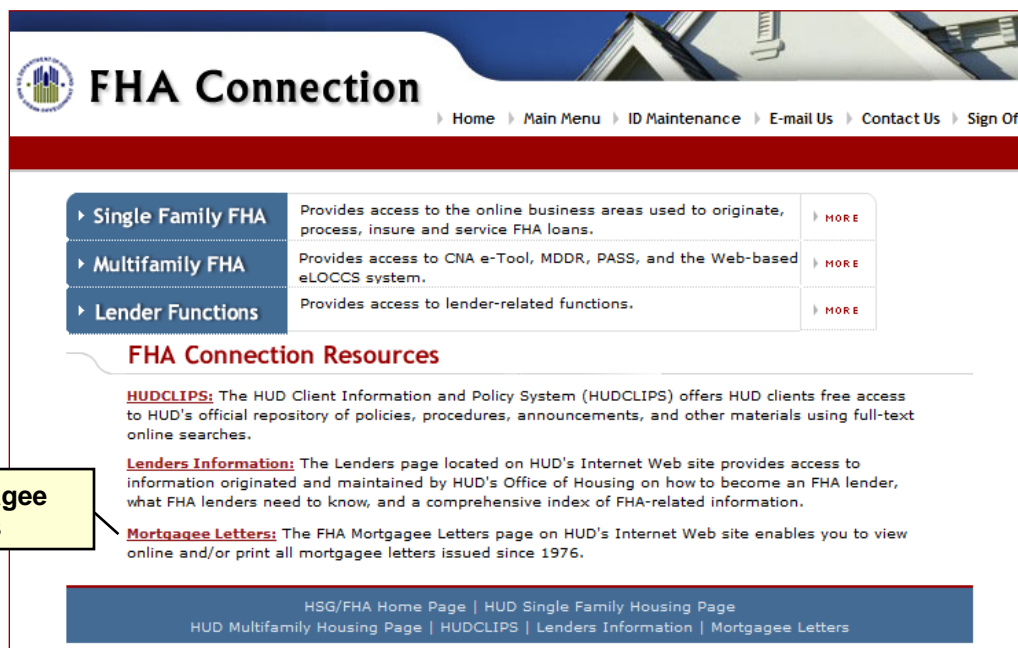 FHA Connection
Home Main Menu ID Maintenance E-mail Us Contact Us Sign Of
Single Family FHA
Provides access to the online business areas used to originate,
process, insure and service FHA loans.
MORE
Multifamily FHA
Provides access to CNA e-Tool, MDDR, PASS, and the Web-based
eLOCCS system.
MORE
Lender Functions
Provides access to lender-related functions.
MORE
FHA Connection Resources
HUDCLIPS: The HUD Client Information and Policy System (HUDCLIPS) offers HUD clients free access
to HUD's official repository of policies, procedures, announcements, and other materials using full-text
online searches.
Lenders Information: The Lenders page located on HUD's Internet Web site provides access to
information originated and maintained by HUD's Office of Housing on how to become an FHA lender,
what FHA lenders need to know, and a comprehensive index of FHA-related information.
gee
Mortgagee Letters: The FHA Mortgagee Letters page on HUD's Internet Web site enables you to view
online and/or print all mortgagee letters issued since 1976.
HSG/FHA Home Page | HUD Single Family Housing Page
HUD Multifamily Housing Page | HUDCLIPS | Lenders Information | Mortgagee Letters